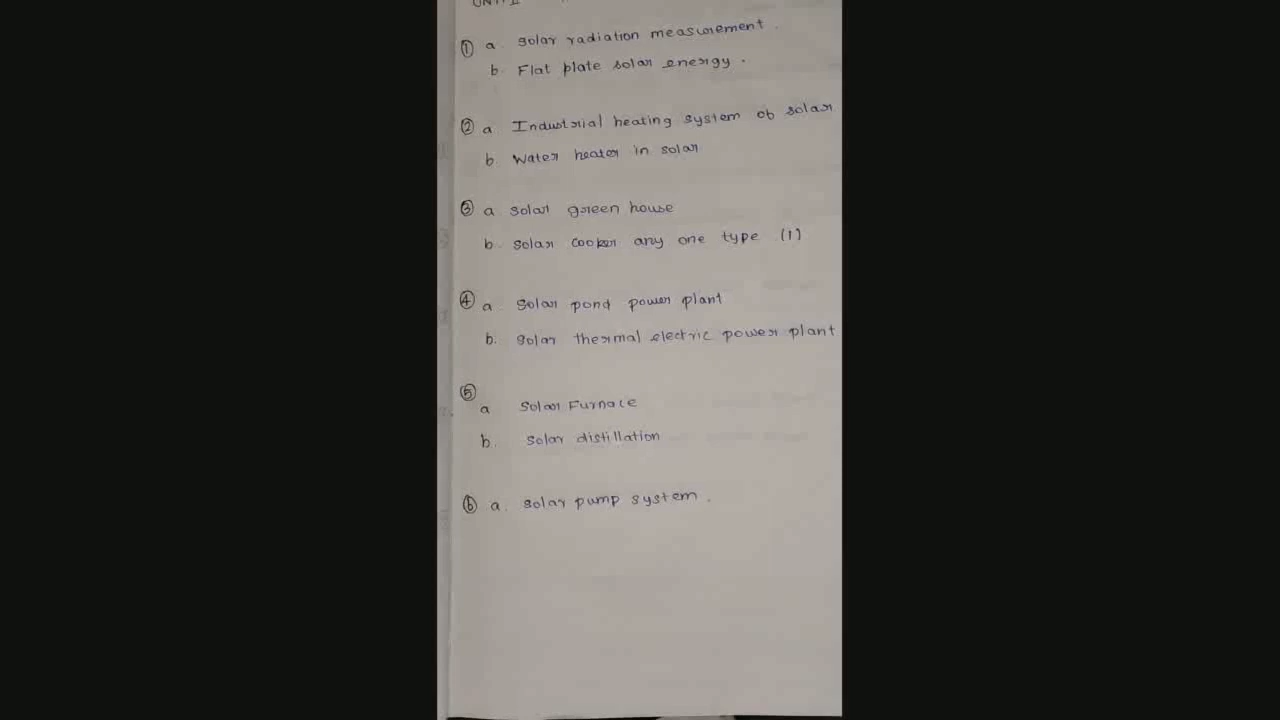 UNIT II
① a. Solar radiation measurement.
b. Flat plate solar energy.
② a Industrial heating system of solar
b. Water heater in solar
③ a. Solar green house
b. Solar cooker any one type (1)
④ a. Solar pond power plant
b. Solar thermal electric power plant
⑤
a Solar Furnace
b. Solar distillation
⑥ a. Solar pump system.